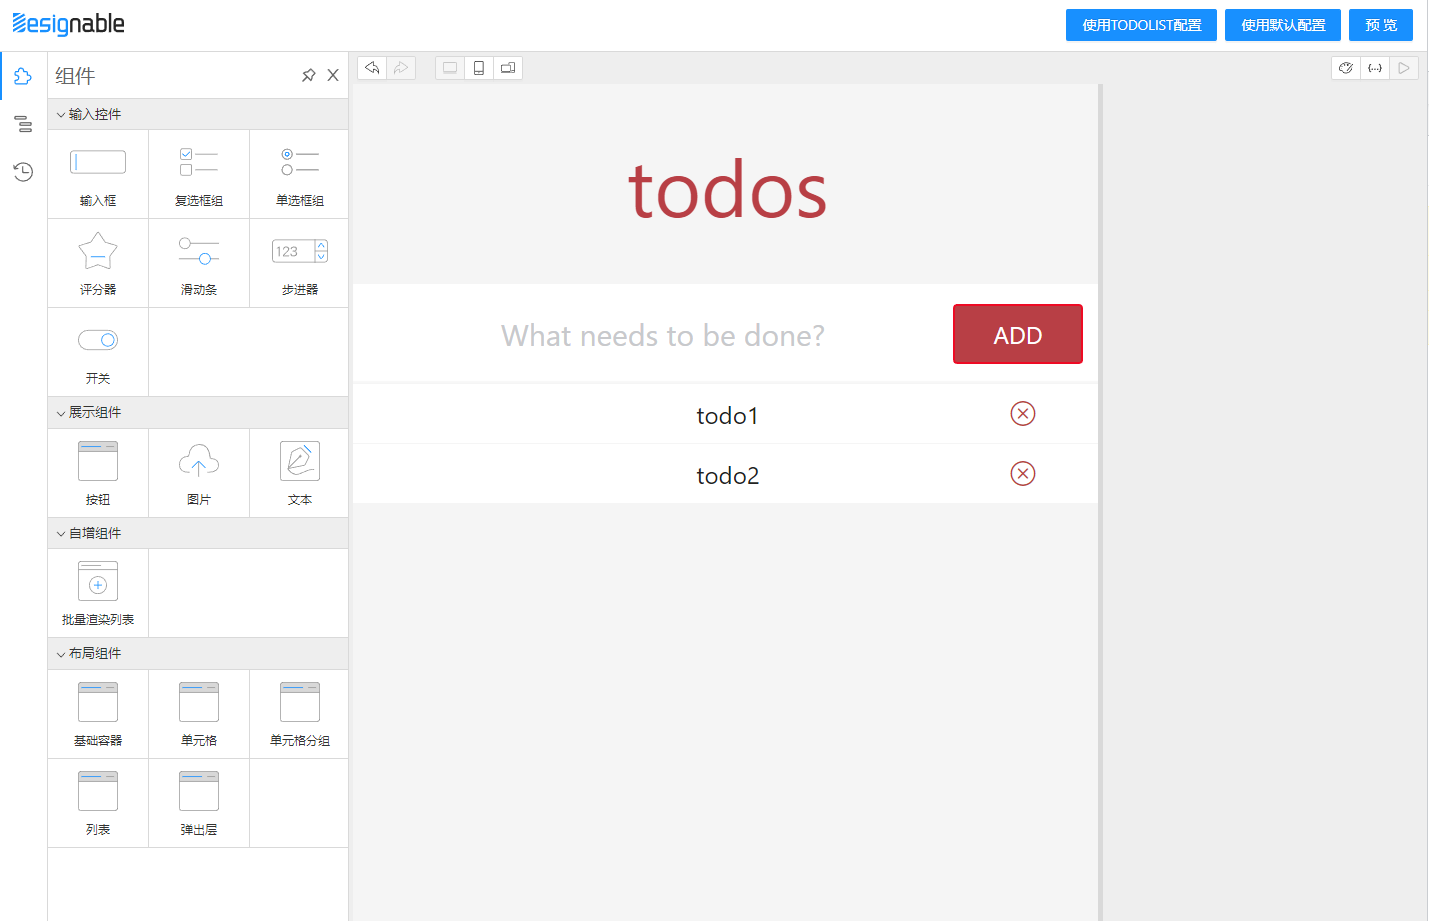 Designable
使用TODOLIST配置
使用默认配置
预 览
组件
输入控件
输入框
复选框组
单选框组
评分器
滑动条
123
步进器
开关
展示组件
按钮
图片
文本
自增组件
批量渲染列表
布局组件
基础容器
单元格
单元格分组
列表
弹出层
{...}
todos
What needs to be done?
ADD
todo1
todo2